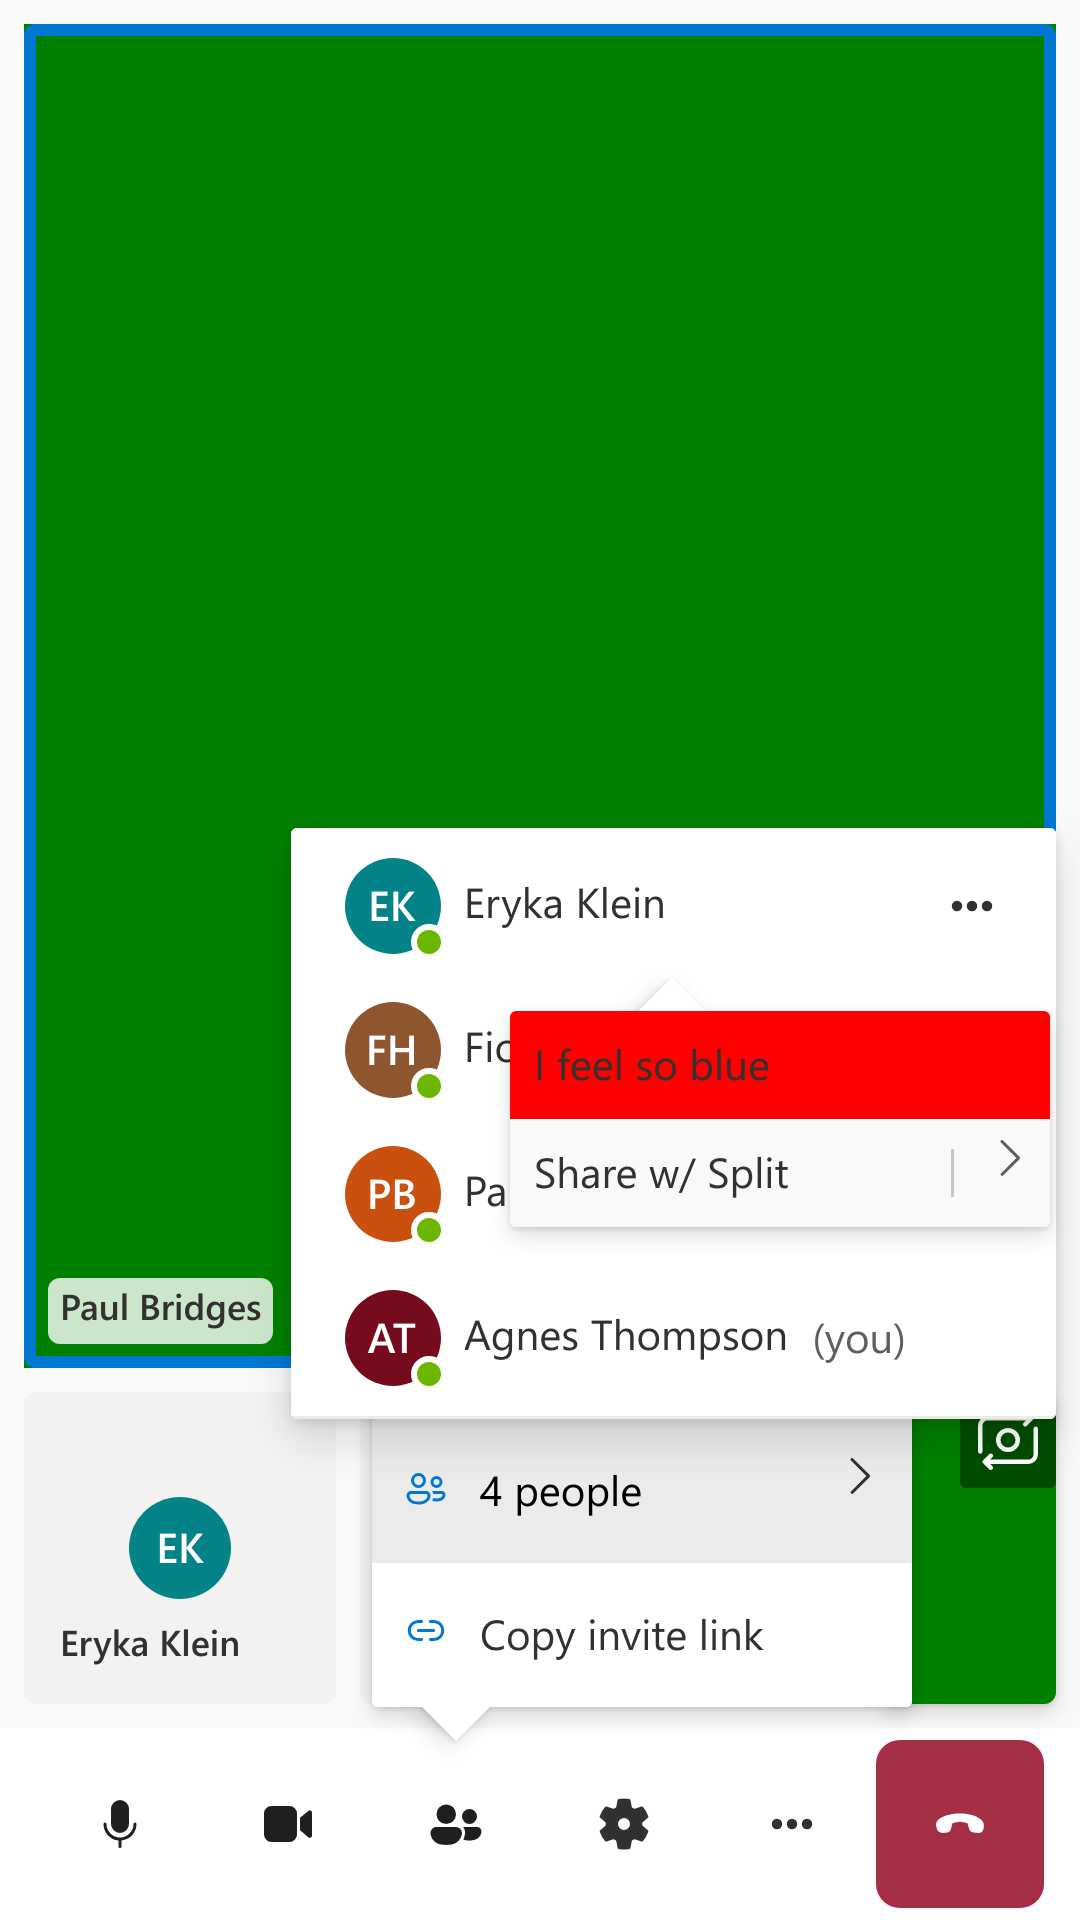 EK Eryka Klein
FH
I feel so blue
PB Pa
Share w/ Split
Paul Bridges
AT Agnes Thompson (you)
4 people
EK
Eryka Klein
Copy invite link